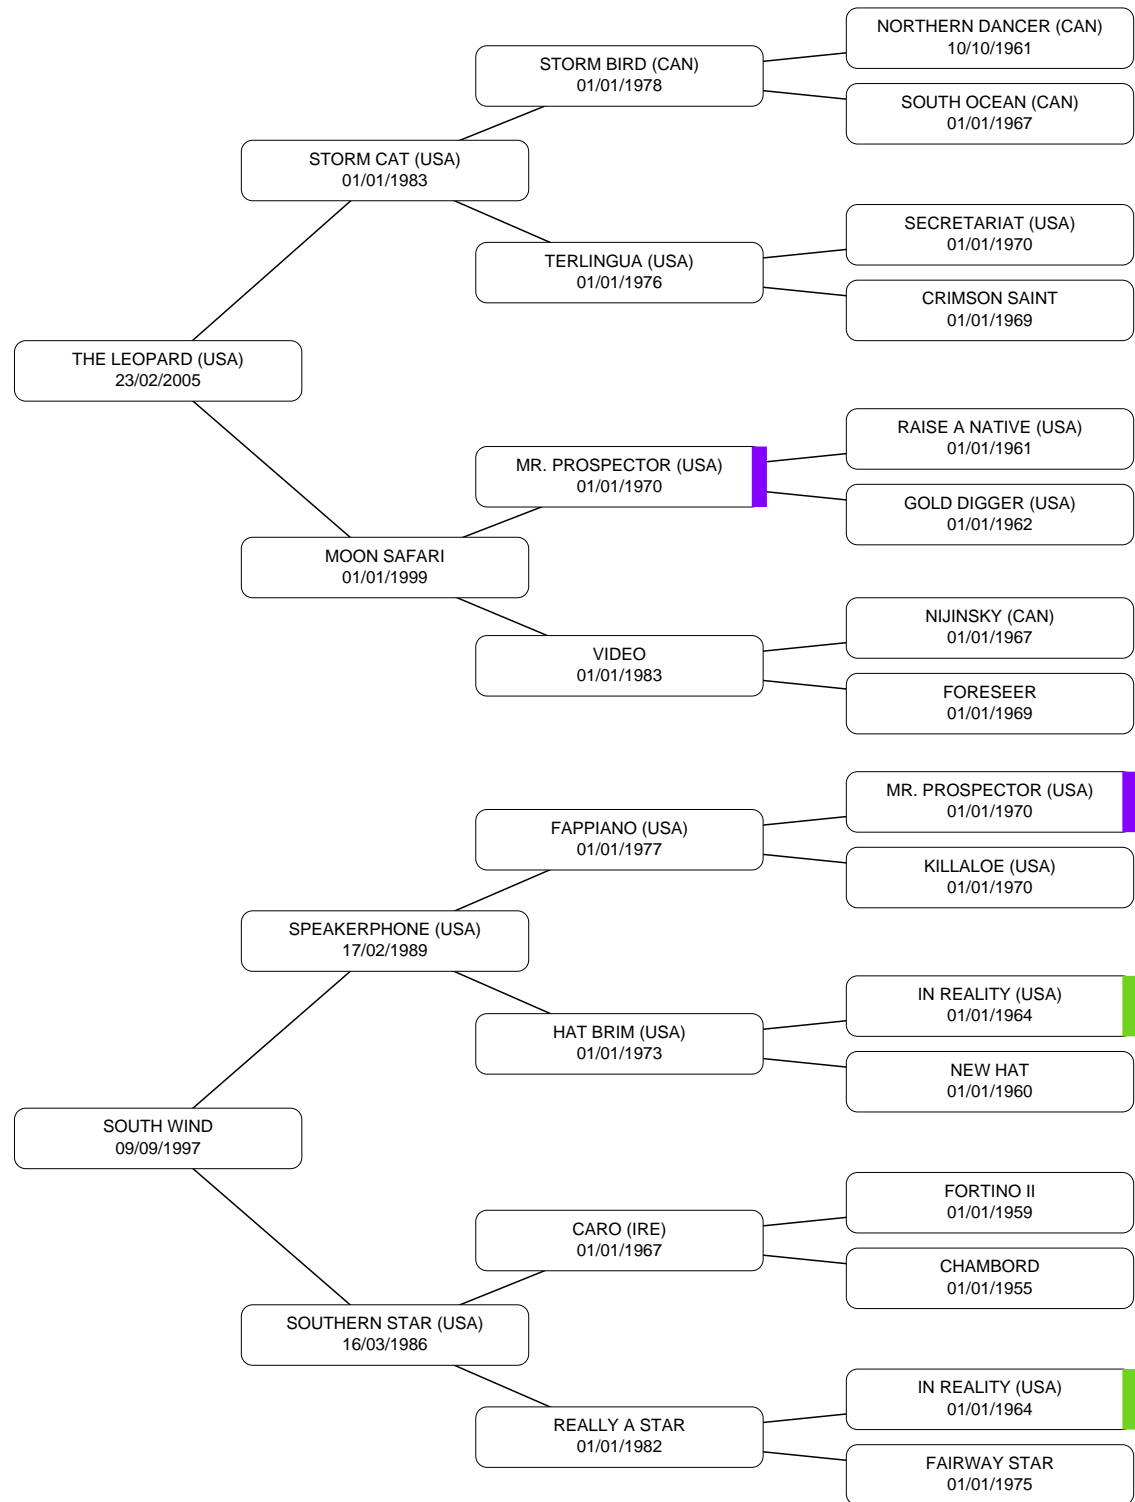 NORTHERN DANCER (CAN)
10/10/1961
STORM BIRD (CAN)
01/01/1978
SOUTH OCEAN (CAN)
01/01/1967
STORM CAT (USA)
01/01/1983
SECRETARIAT (USA)
01/01/1970
TERLINGUA (USA)
01/01/1976
CRIMSON SAINT
01/01/1969
THE LEOPARD (USA)
23/02/2005
RAISE A NATIVE (USA)
01/01/1961
MR. PROSPECTOR (USA)
01/01/1970
GOLD DIGGER (USA)
01/01/1962
MOON SAFARI
01/01/1999
NIJINSKY (CAN)
01/01/1967
VIDEO
01/01/1983
FORESEER
01/01/1969
MR. PROSPECTOR (USA)
01/01/1970
FAPPIANO (USA)
01/01/1977
KILLALOE (USA)
01/01/1970
SPEAKERPHONE (USA)
17/02/1989
IN REALITY (USA)
01/01/1964
HAT BRIM (USA)
01/01/1973
NEW HAT
01/01/1960
SOUTH WIND
09/09/1997
FORTINO II
01/01/1959
CARO (IRE)
01/01/1967
CHAMBORD
01/01/1955
SOUTHERN STAR (USA)
16/03/1986
IN REALITY (USA)
01/01/1964
REALLY A STAR
01/01/1982
FAIRWAY STAR
01/01/1975